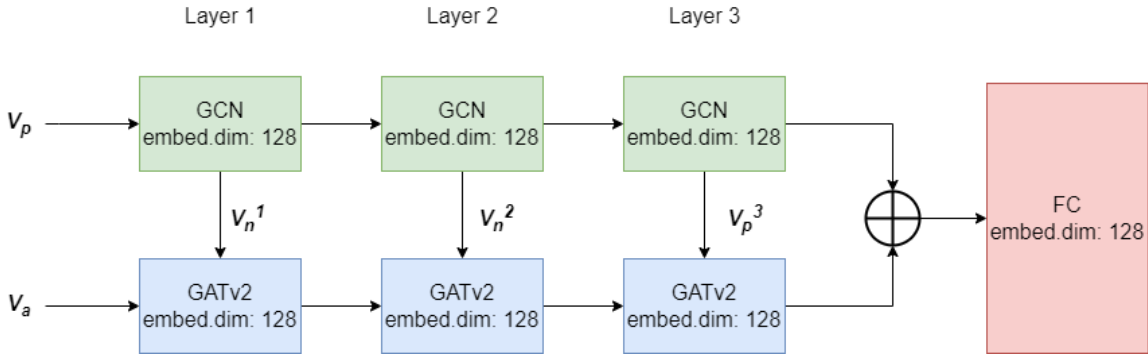 Layer 1
Layer 2
Layer 3
V_p
GCN
embed.dim: 128
GCN
embed.dim: 128
GCN
embed.dim: 128
V_n^1
V_n^2
V_p^3
FC
embed.dim: 128
V_a
GATv2
embed.dim: 128
GATv2
embed.dim: 128
GATv2
embed.dim: 128